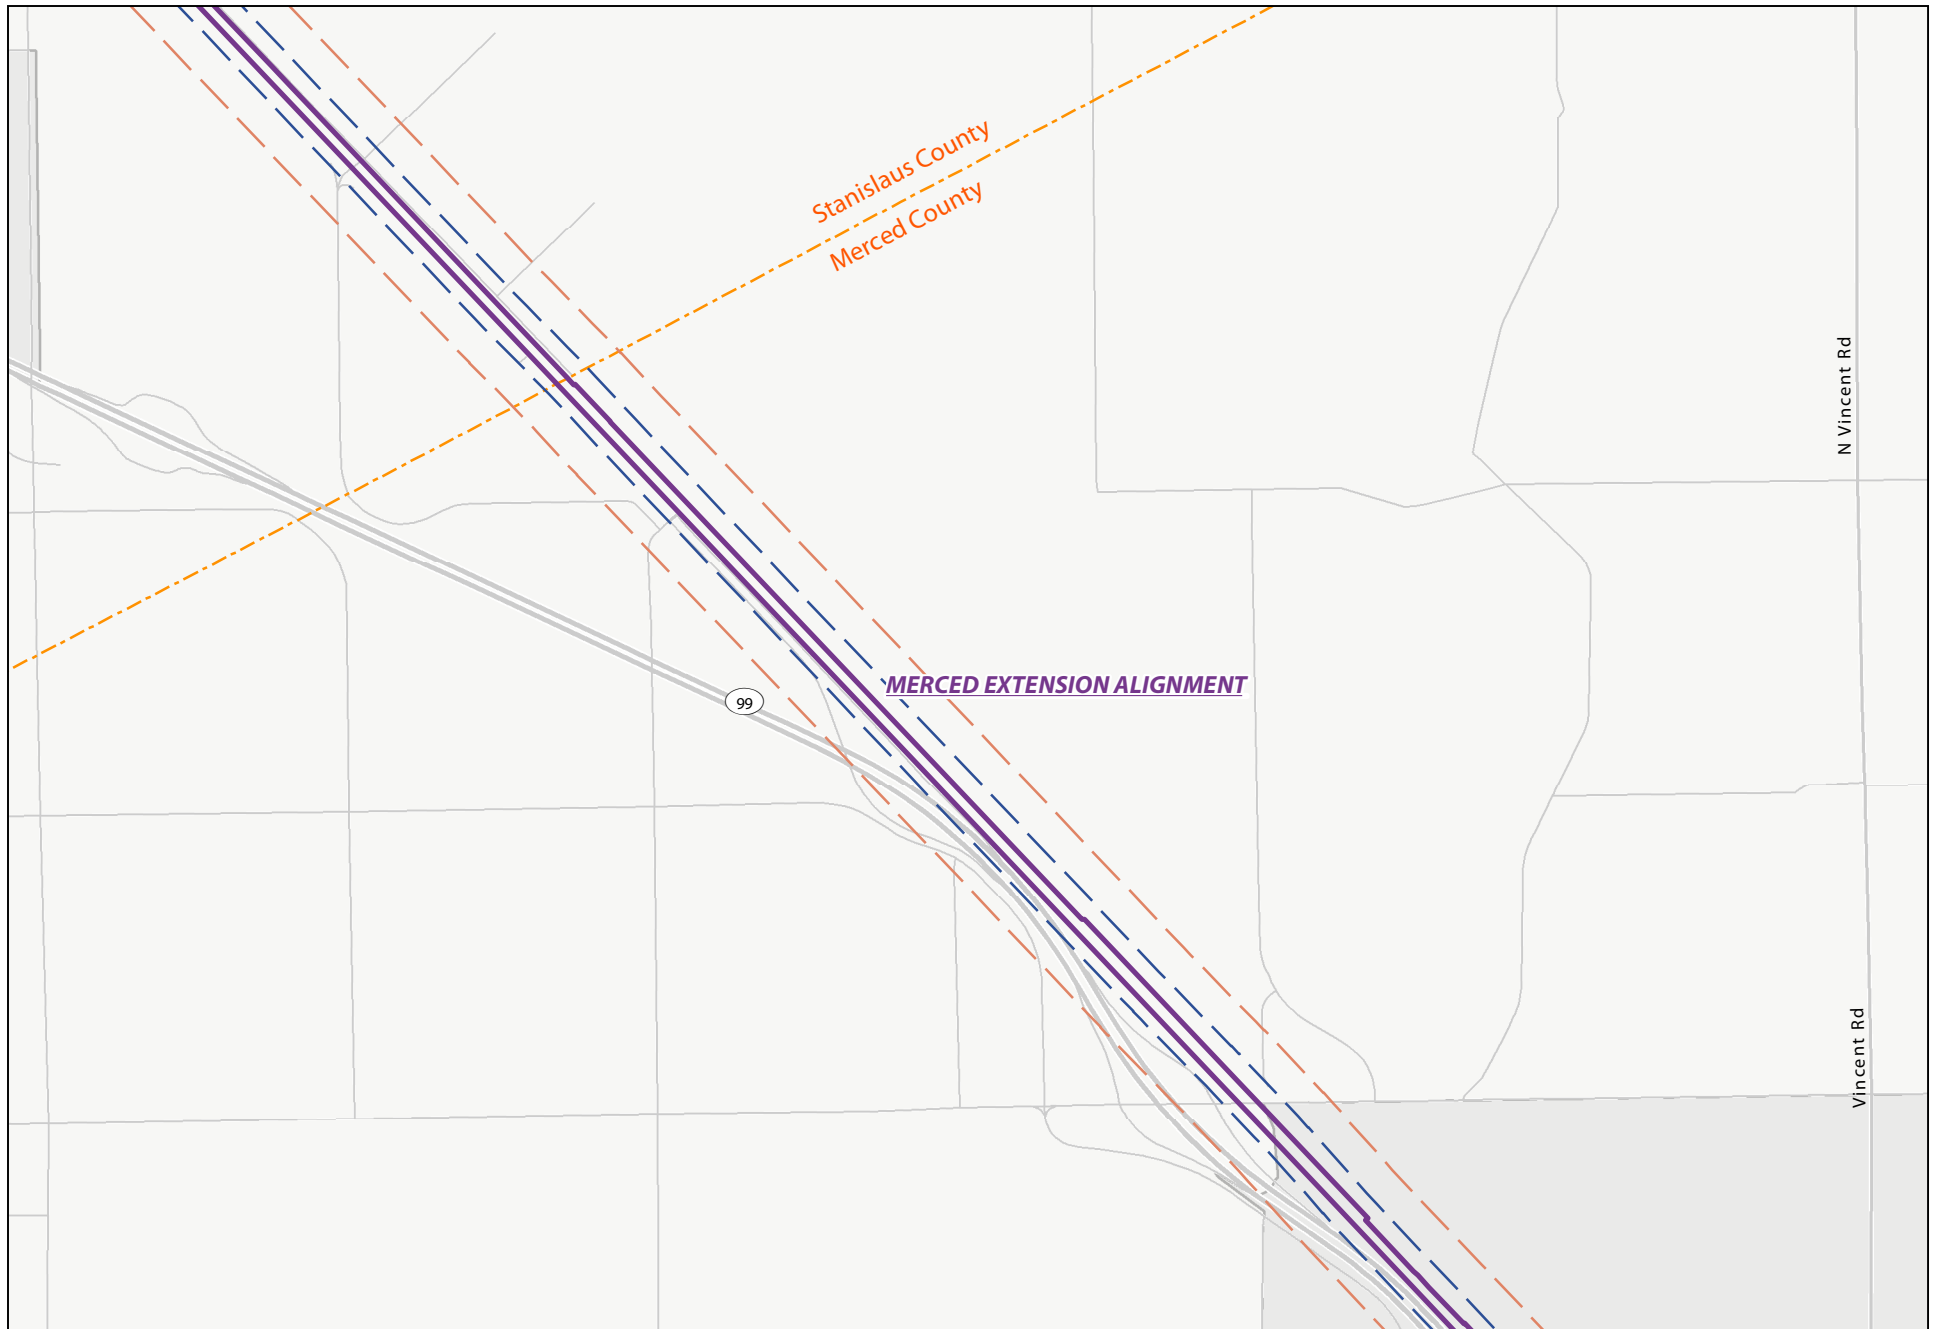 Stanislaus County
Merced County
N Vincent Rd
MERCED EXTENSION ALIGNMENT
99
Vincent Rd